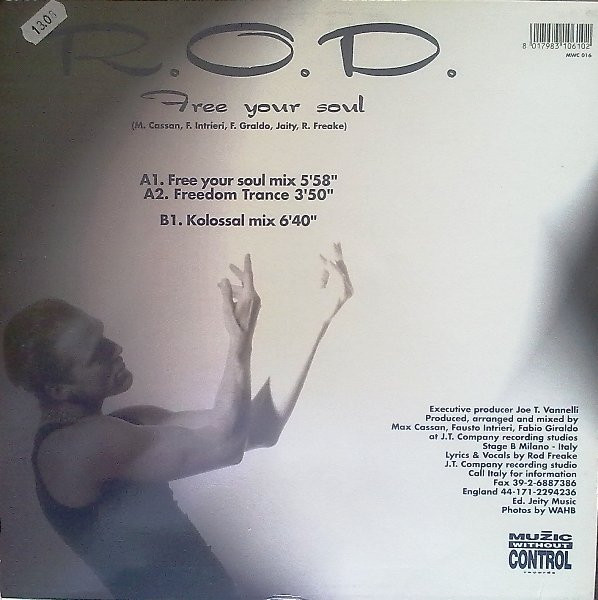 13.05
R.O.D.
8 017983 106102
MWC 016
Free your soul
(M. Cassan, F. Intrieri, F. Graldo, Jaity, R. Freake)
A1. Free your soul mix 5'58"
A2. Freedom Trance 3'50"
B1. Kolossal mix 6'40"
Executive producer Joe T. Vannelli
Produced, arranged and mixed by
Max Cassan, Fausto Intrieri, Fabio Giraldo
at J.T. Company recording studios
Stage B Milano - Italy
Lyrics & Vocals by Rod Freake
J.T. Company recording studio
Call Italy for information
Fax 39-2-6887386
England 44-171-2294236
Ed. Jeity Music
Photos by WAHB
MUZIC
WITHOUT
CONTROL
records